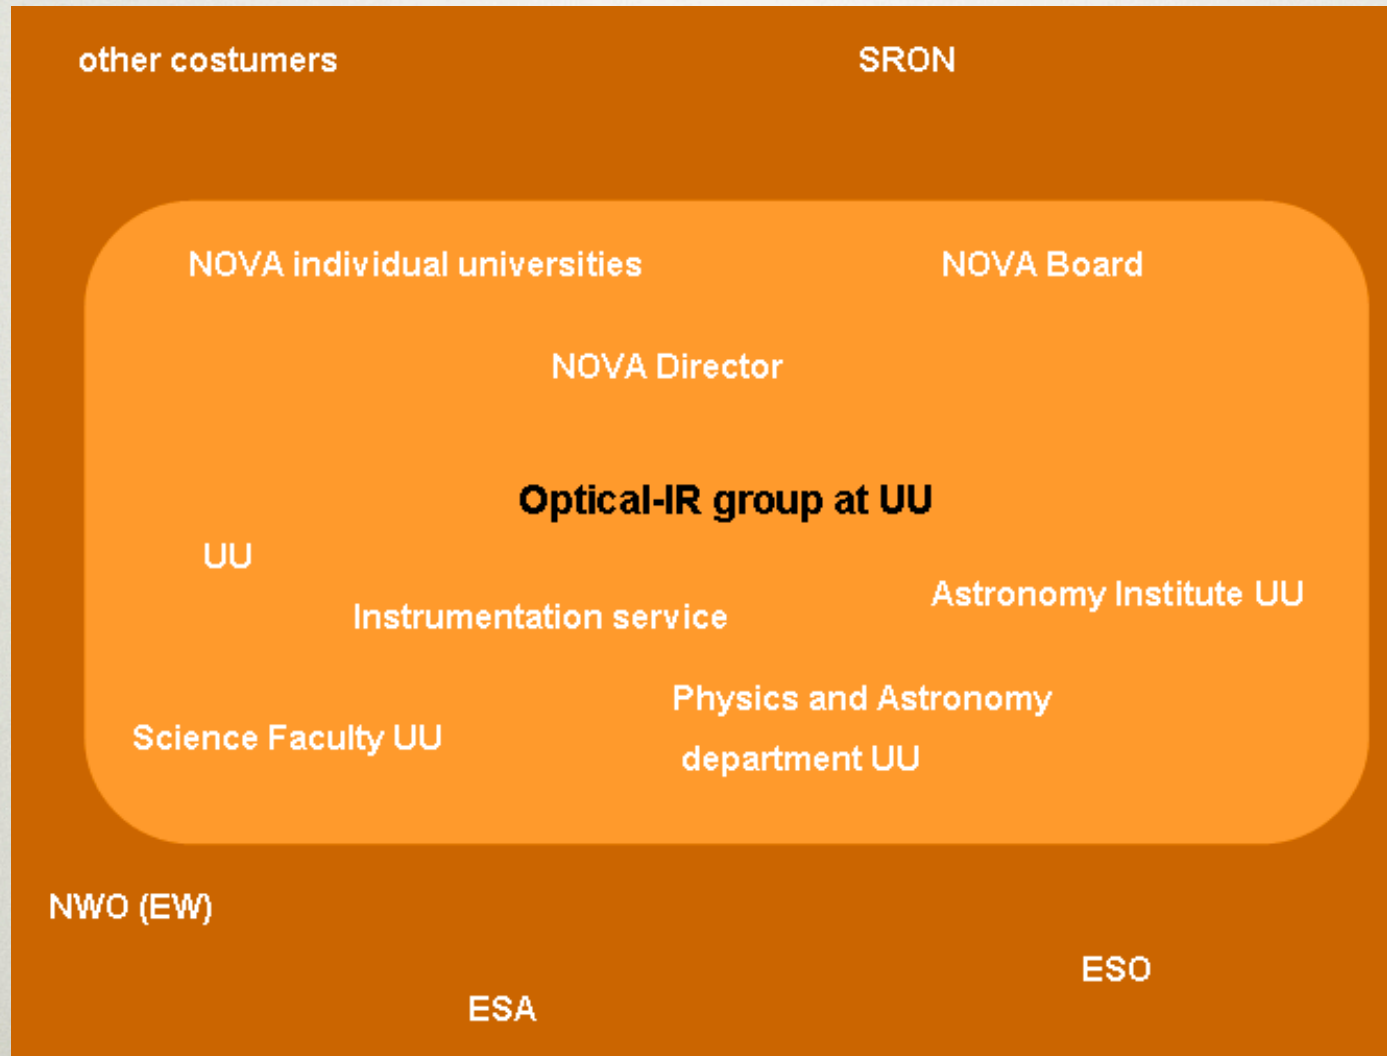 other costumers
SRON
NOVA individual universities
NOVA Board
NOVA Director
Optical-IR group at UU
UU
Astronomy Institute UU
Instrumentation service
Physics and Astronomy
department UU
Science Faculty UU
NWO (EW)
ESO
ESA